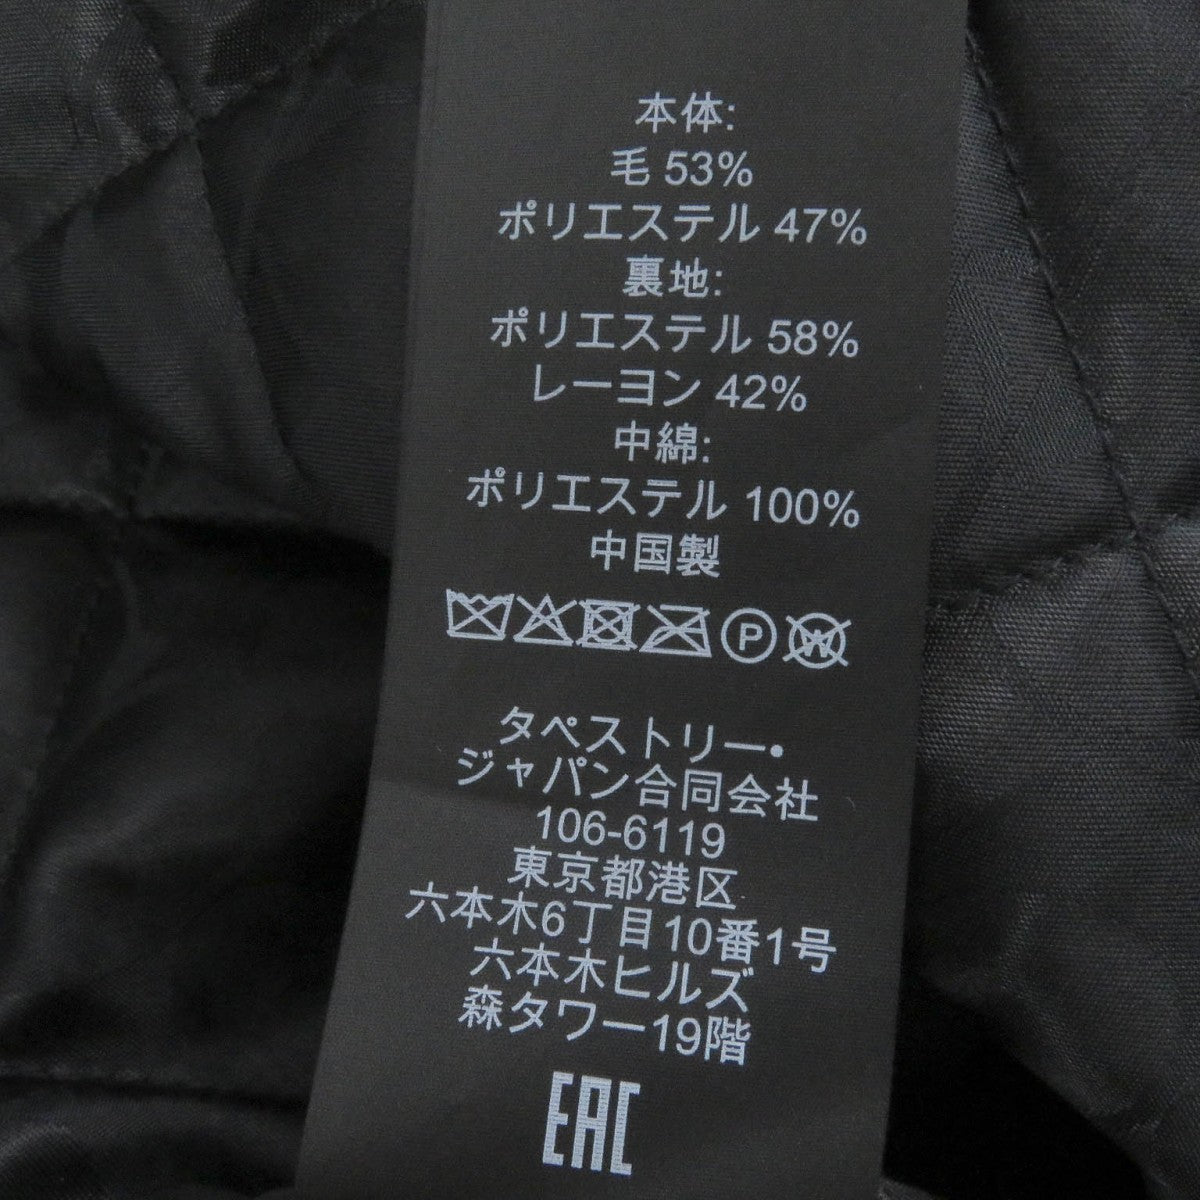 本体:
毛 53%
ポリエステル 47%
裏地:
ポリエステル 58%
レーヨン 42%
中綿:
ポリエステル 100%
中国製
P W
タペストリー・
ジャパン合同会社
106-6119
東京都港区
六本木6丁目10番1号
六本木ヒルズ
森タワー19階
EAC